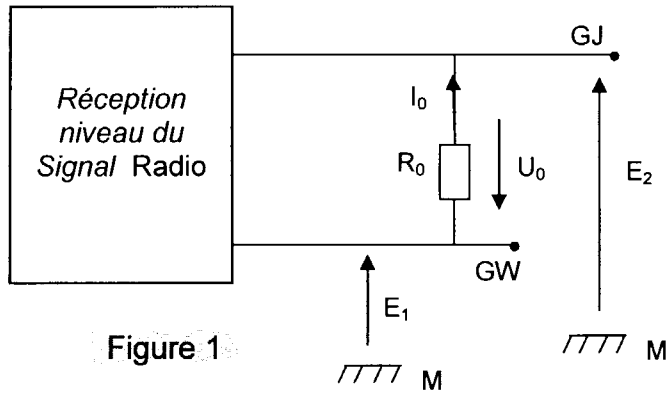 Réception
niveau du
Signal Radio
GJ
I₀
R₀
U₀
E₂
GW
E₁
Figure 1
M
M